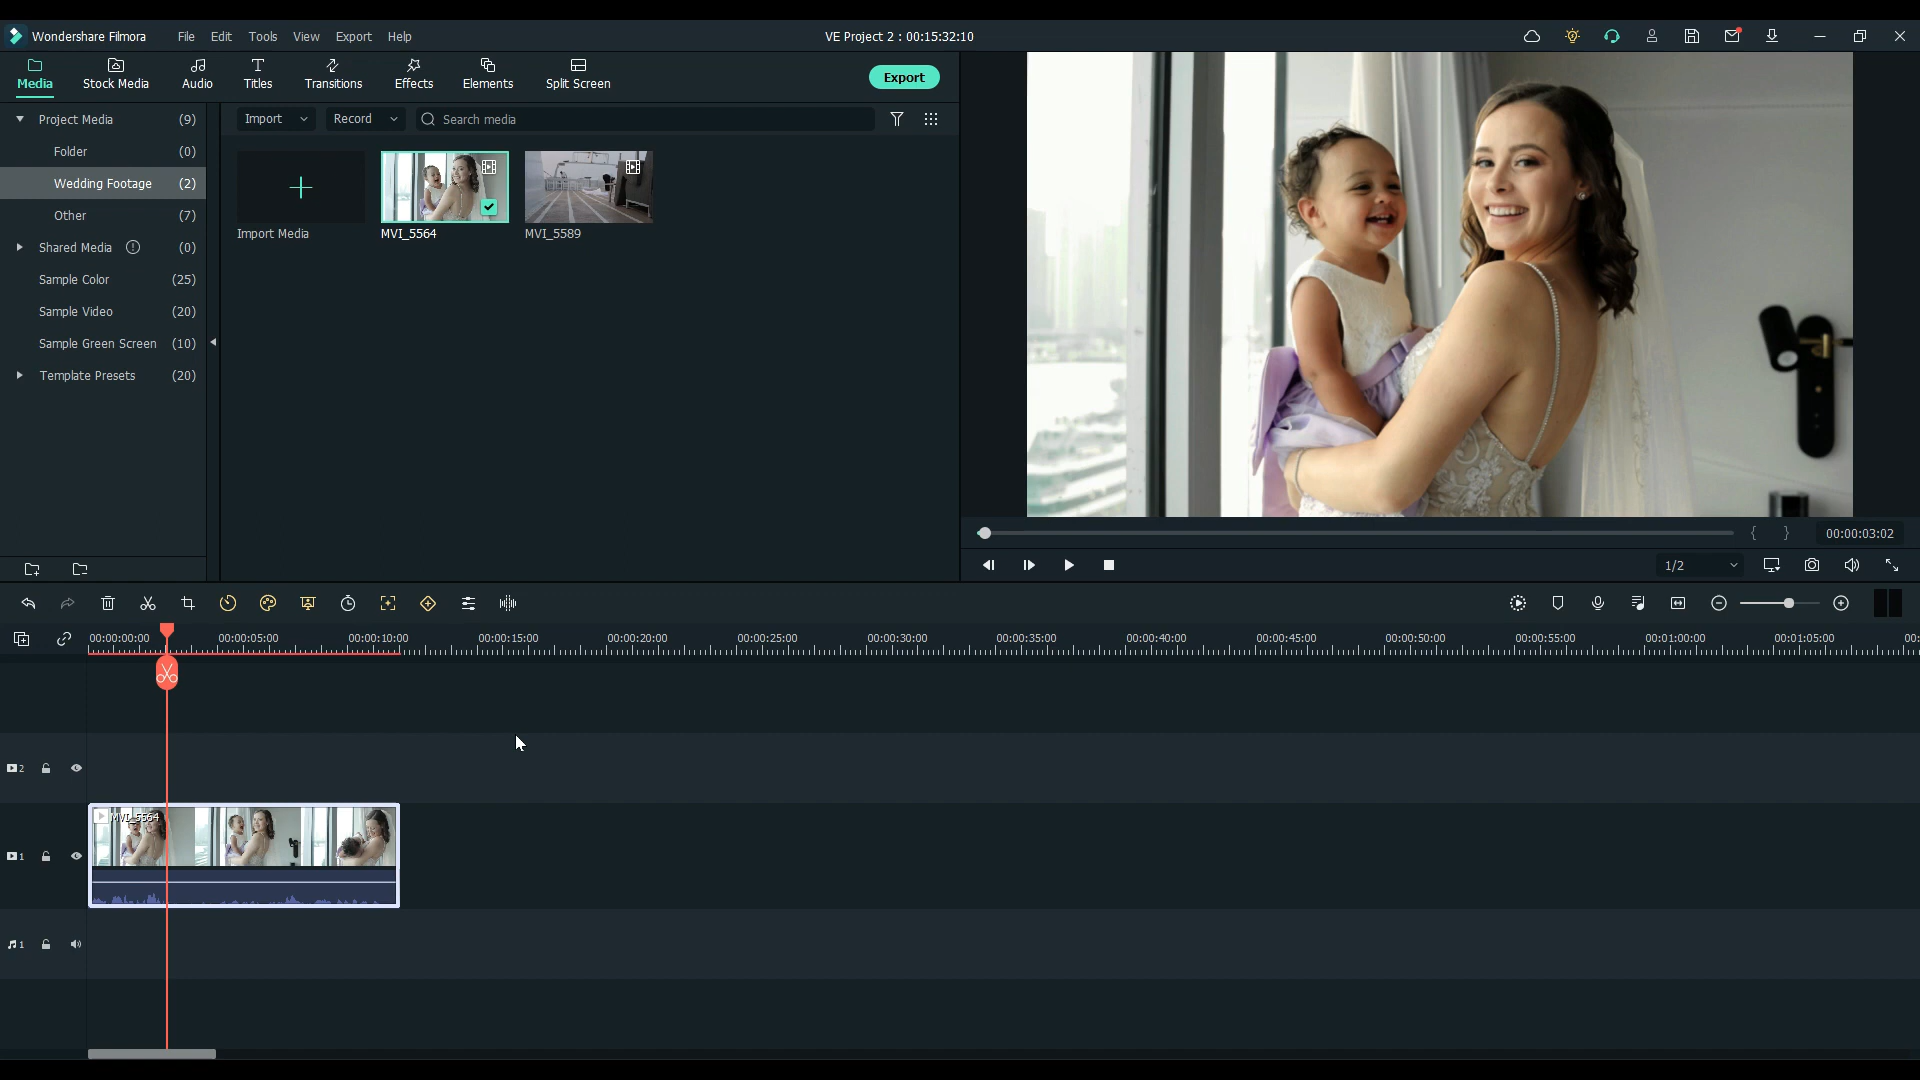 Wondershare Filmora File Edit Tools View Export Help VE Project 2 : 00:15:32:10
Media Stock Media Audio Titles Transitions Effects Elements Split Screen Export
Project Media (9)
Folder (0)
Wedding Footage (2)
Other (7)
Shared Media (0)
Sample Color (25)
Sample Video (20)
Sample Green Screen (10)
Template Presets (20)
Import Record Search media
Import Media MVI_5564 MVI_5589
{ } 00:00:03:02
1/2
00:00:00:00 00:00:05:00 00:00:10:00 00:00:15:00 00:00:20:00 00:00:25:00 00:00:30:00 00:00:35:00 00:00:40:00 00:00:45:00 00:00:50:00 00:00:55:00 00:01:00:00 00:01:05:00 00:
2
MVI_5564
1
1